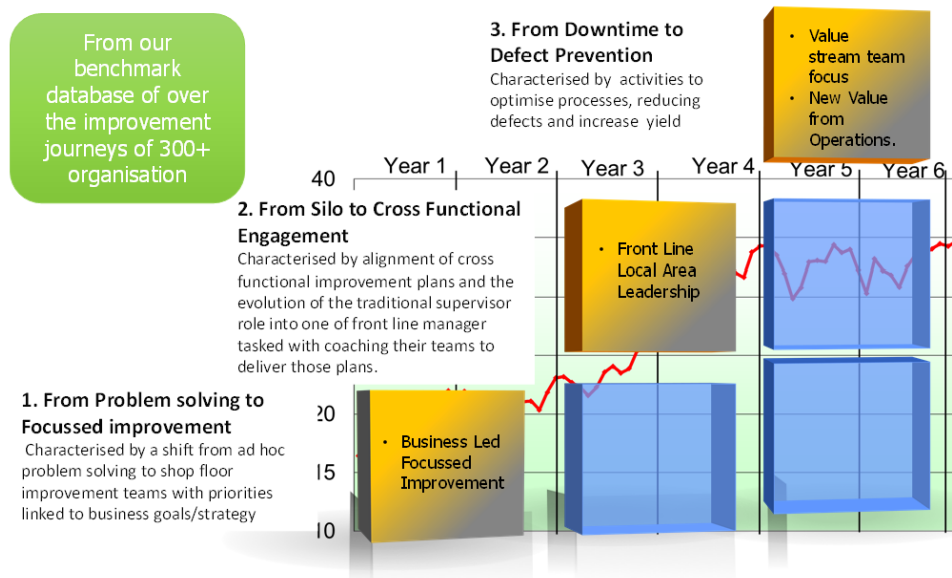 From our
benchmark
database of over
the improvement
journeys of 300+
organisation
3. From Downtime to
Defect Prevention
Characterised by activities to
optimise processes, reducing
defects and increase yield
• Value
stream team
focus
• New Value
from
Operations.
Year 1 Year 2 Year 3 Year 4 Year 5 Year 6
40
2. From Silo to Cross Functional
Engagement
Characterised by alignment of cross
functional improvement plans and the
evolution of the traditional supervisor
role into one of front line manager
tasked with coaching their teams to
deliver those plans.
• Front Line
Local Area
Leadership
1. From Problem solving to
Focussed improvement
Characterised by a shift from ad hoc
problem solving to shop floor
improvement teams with priorities
linked to business goals/strategy
20
15
10
• Business Led
Focussed
Improvement